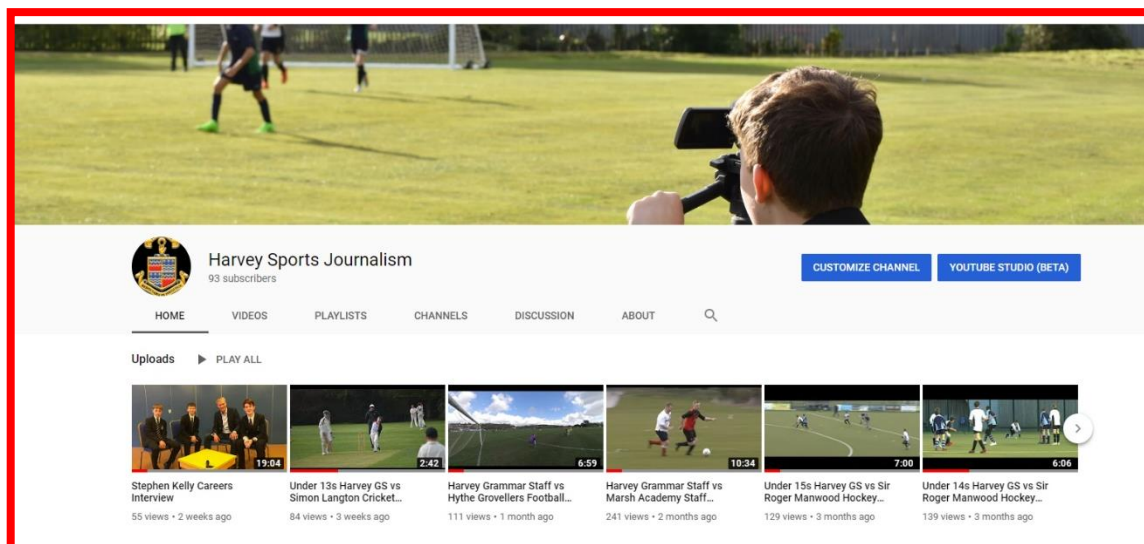 Harvey Sports Journalism
93 subscribers
CUSTOMIZE CHANNEL
YOUTUBE STUDIO (BETA)
HOME VIDEOS PLAYLISTS CHANNELS DISCUSSION ABOUT
Uploads PLAY ALL
19:04
Stephen Kelly Careers
Interview
55 views • 2 weeks ago
2:42
Under 13s Harvey GS vs
Simon Langton Cricket...
84 views • 3 weeks ago
6:59
Harvey Grammar Staff vs
Hythe Grovellers Football...
111 views • 1 month ago
10:34
Harvey Grammar Staff vs
Marsh Academy Staff...
241 views • 2 months ago
7:00
Under 15s Harvey GS vs Sir
Roger Manwood Hockey...
129 views • 3 months ago
6:06
Under 14s Harvey GS vs Sir
Roger Manwood Hockey...
139 views • 3 months ago